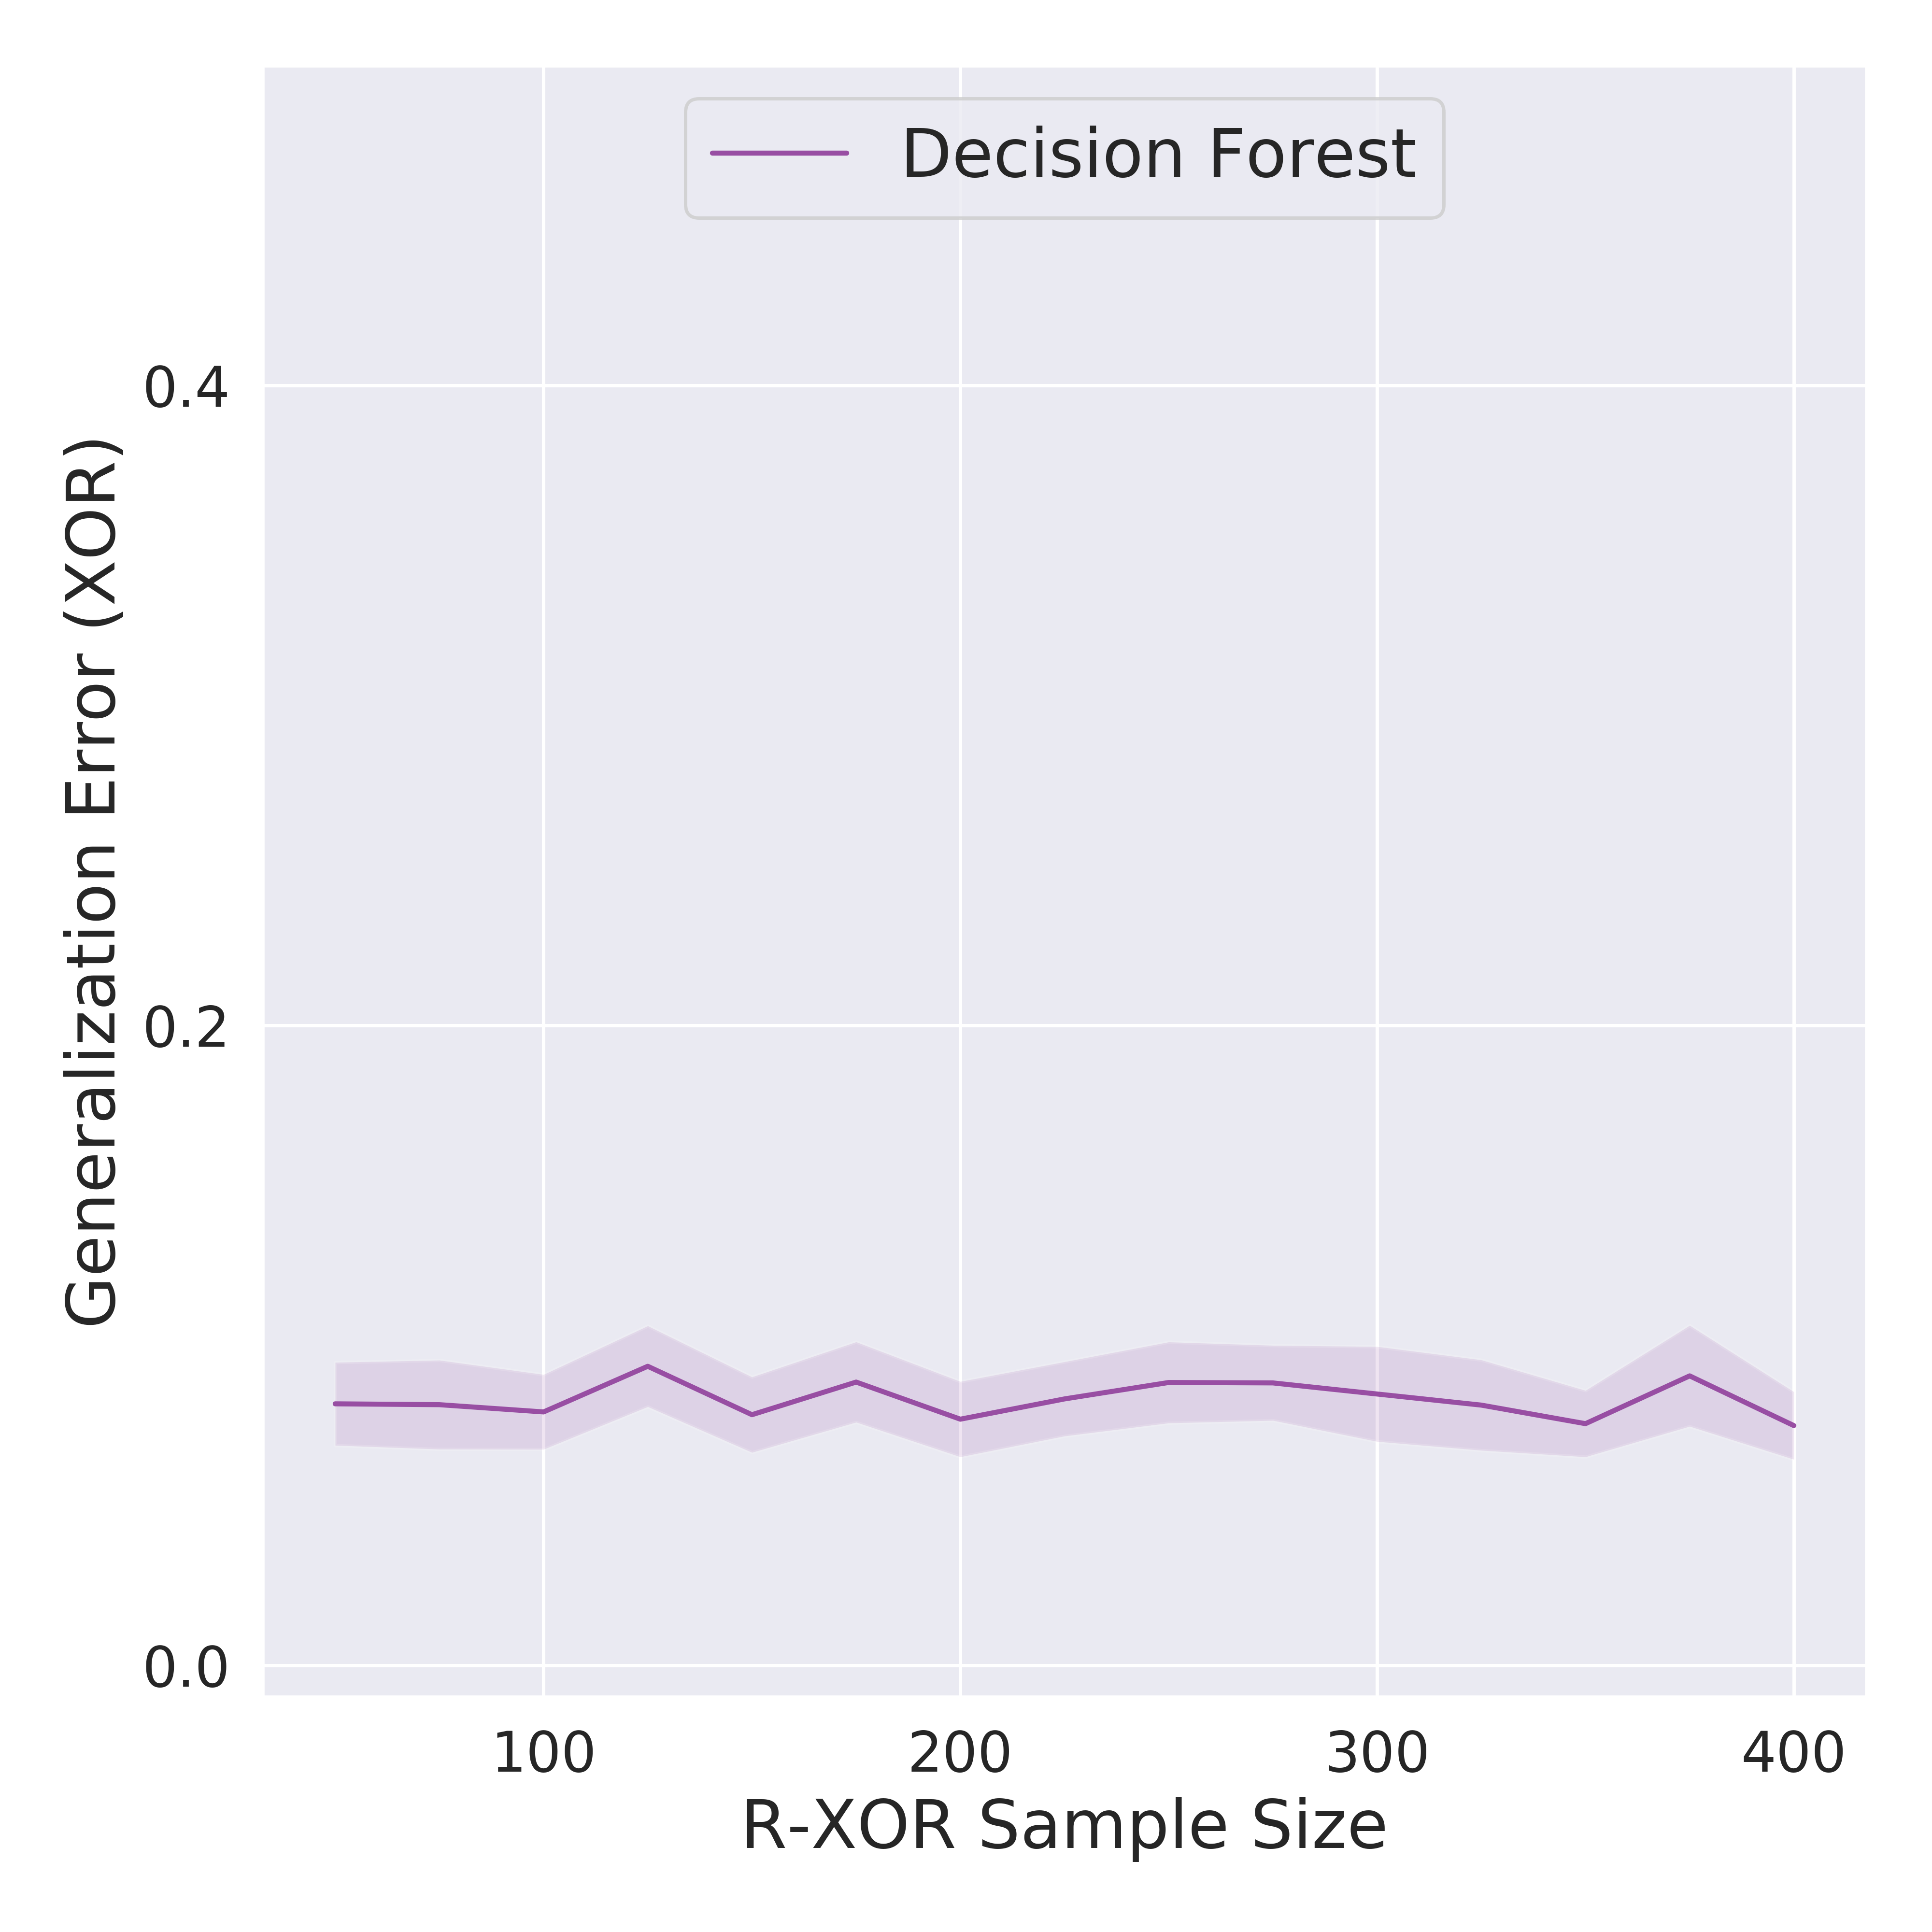 Decision Forest
Generalization Error (XOR)
0.4
0.2
0.0
100 200 300 400
R-XOR Sample Size